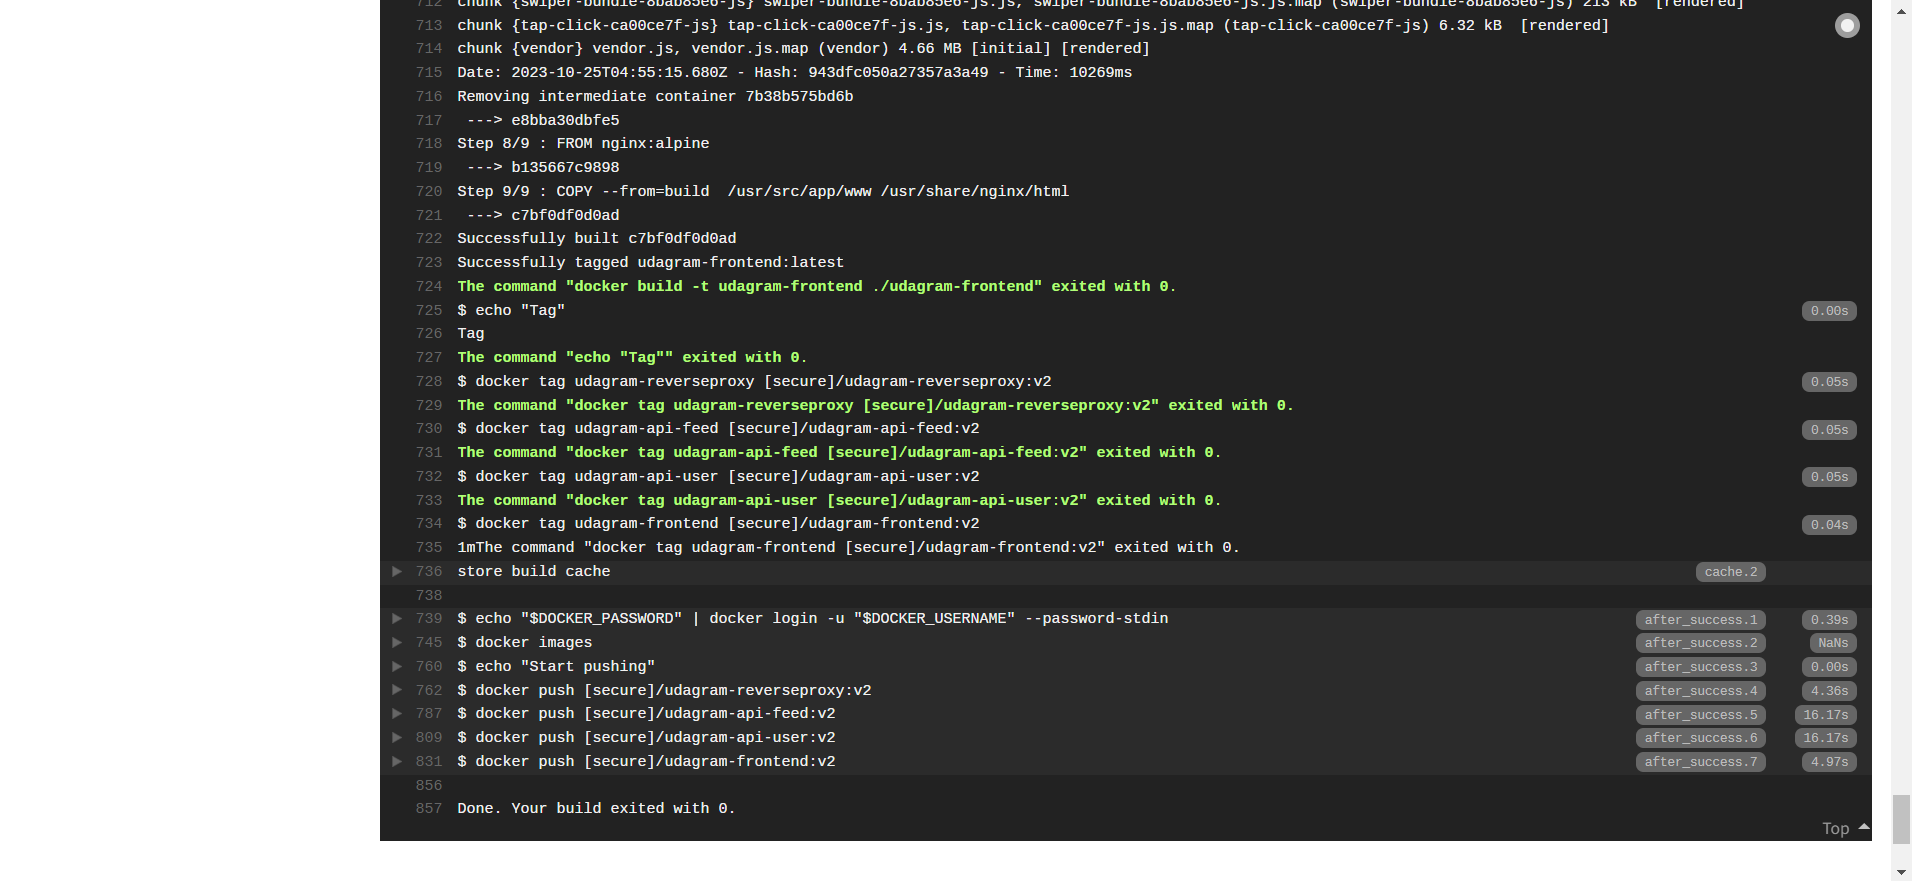 712 chunk {swiper-bundle-8bab85e6-js} swiper-bundle-8bab85e6-js.js, swiper-bundle-8bab85e6-js.js.map (swiper-bundle-8bab85e6-js) 213 kB [rendered]
713 chunk {tap-click-ca00ce7f-js} tap-click-ca00ce7f-js.js, tap-click-ca00ce7f-js.js.map (tap-click-ca00ce7f-js) 6.32 kB [rendered]
714 chunk {vendor} vendor.js, vendor.js.map (vendor) 4.66 MB [initial] [rendered]
715 Date: 2023-10-25T04:55:15.680Z - Hash: 943dfc050a27357a3a49 - Time: 10269ms
716 Removing intermediate container 7b38b575bd6b
717 ---> e8bba30dbfe5
718 Step 8/9 : FROM nginx:alpine
719 ---> b135667c9898
720 Step 9/9 : COPY --from=build  /usr/src/app/www /usr/share/nginx/html
721 ---> c7bf0df0d0ad
722 Successfully built c7bf0df0d0ad
723 Successfully tagged udagram-frontend:latest
724 The command "docker build -t udagram-frontend ./udagram-frontend" exited with 0.
725 $ echo "Tag" 0.00s
726 Tag
727 The command "echo "Tag"" exited with 0.
728 $ docker tag udagram-reverseproxy [secure]/udagram-reverseproxy:v2 0.05s
729 The command "docker tag udagram-reverseproxy [secure]/udagram-reverseproxy:v2" exited with 0.
730 $ docker tag udagram-api-feed [secure]/udagram-api-feed:v2 0.05s
731 The command "docker tag udagram-api-feed [secure]/udagram-api-feed:v2" exited with 0.
732 $ docker tag udagram-api-user [secure]/udagram-api-user:v2 0.05s
733 The command "docker tag udagram-api-user [secure]/udagram-api-user:v2" exited with 0.
734 $ docker tag udagram-frontend [secure]/udagram-frontend:v2 0.04s
735 1mThe command "docker tag udagram-frontend [secure]/udagram-frontend:v2" exited with 0.
736 store build cache cache.2
738
739 $ echo "$DOCKER_PASSWORD" | docker login -u "$DOCKER_USERNAME" --password-stdin after_success.1 0.39s
745 $ docker images after_success.2 NaNs
760 $ echo "Start pushing" after_success.3 0.00s
762 $ docker push [secure]/udagram-reverseproxy:v2 after_success.4 4.36s
787 $ docker push [secure]/udagram-api-feed:v2 after_success.5 16.17s
809 $ docker push [secure]/udagram-api-user:v2 after_success.6 16.17s
831 $ docker push [secure]/udagram-frontend:v2 after_success.7 4.97s
856
857 Done. Your build exited with 0.
Top